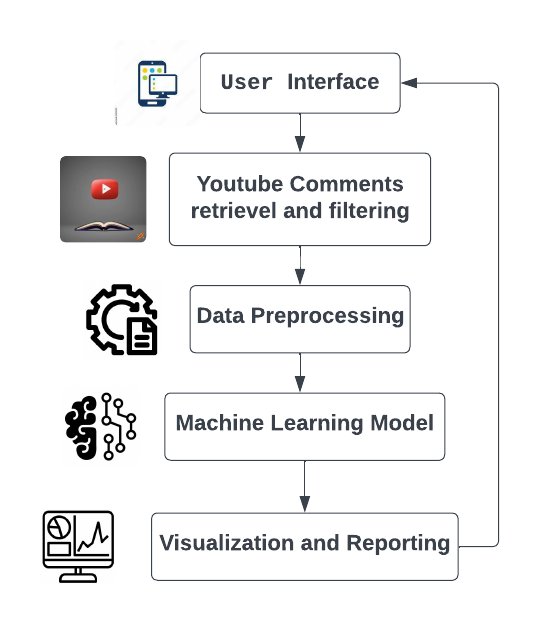 User Interface
Youtube Comments
retrievel and filtering
Data Preprocessing
Machine Learning Model
Visualization and Reporting